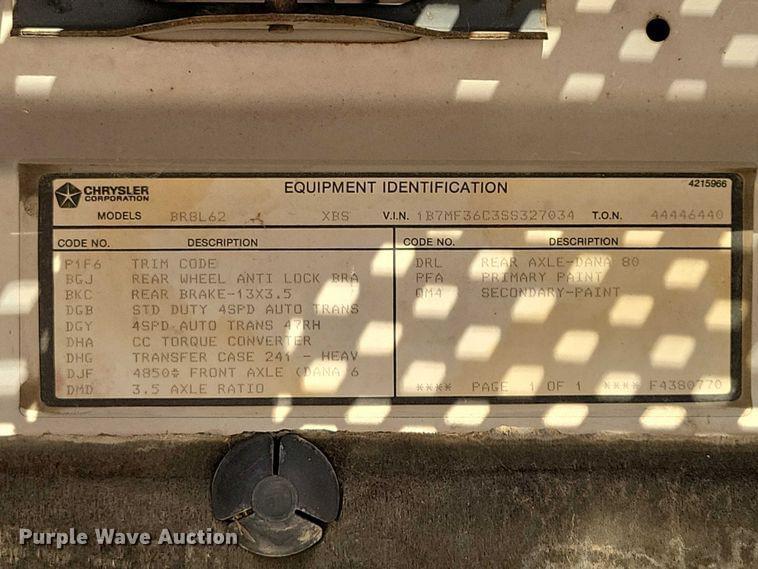 CHRYSLER CORPORATION
EQUIPMENT IDENTIFICATION
4215966
MODELS BR8L62 XBS V.I.N. 1B7MF36C3SS327034 T.O.N. 44446440
CODE NO. DESCRIPTION
P1F6 TRIM CODE
BGJ REAR WHEEL ANTI LOCK BRA
BKC REAR BRAKE-13X3.5
DGB STD DUTY 4SPD AUTO TRANS
DGY 4SPD AUTO TRANS 47RH
DHA CC TORQUE CONVERTER
DHG TRANSFER CASE 241 - HEAV
DJF 4850# FRONT AXLE (DANA 6
DMD 3.5 AXLE RATIO
CODE NO. DESCRIPTION
DRL REAR AXLE-DANA 80
PFA PRIMARY PAINT
QM4 SECONDARY-PAINT
**** PAGE 1 OF 1 **** F4380770
Purple Wave Auction